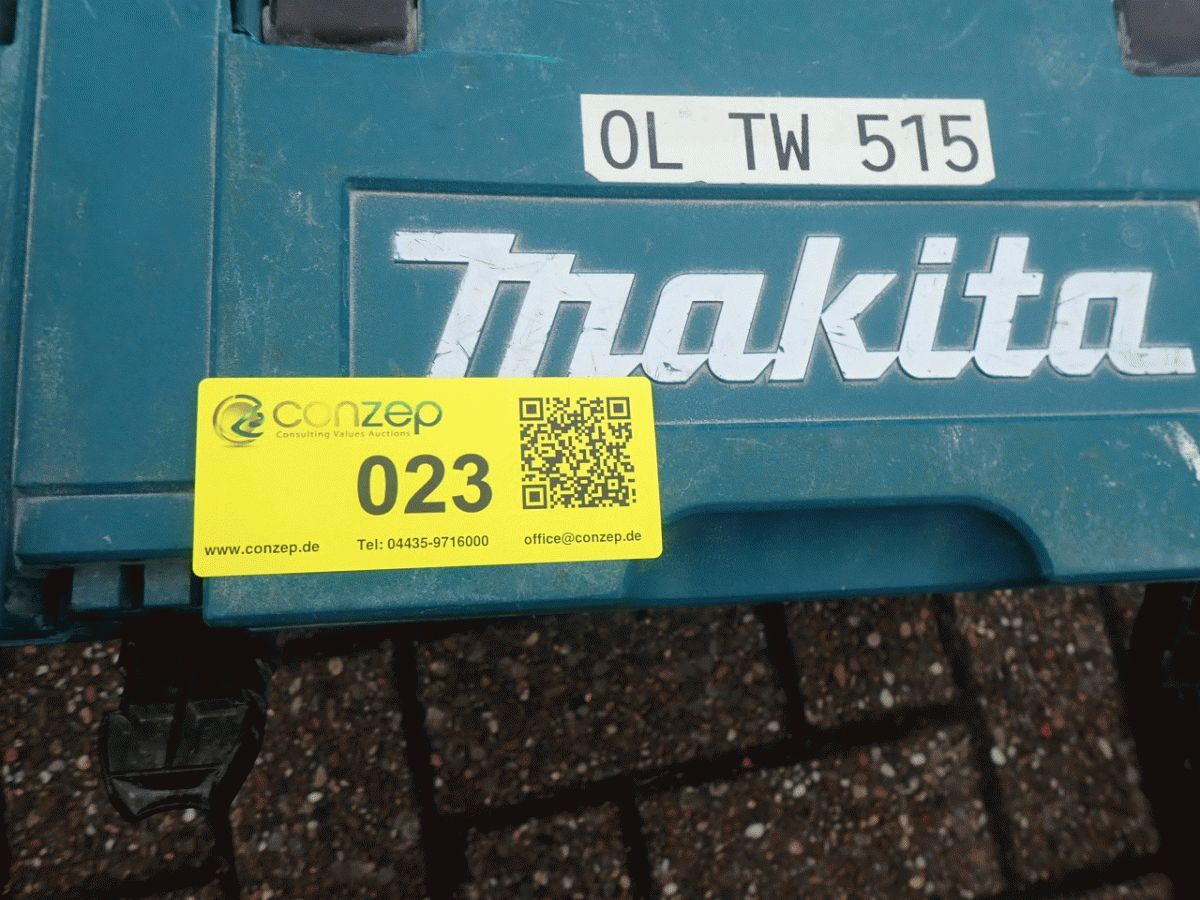 OL TW 515
makita
conzep
Consulting Values Auctions
023
www.conzep.de
Tel: 04435-9716000
office@conzep.de